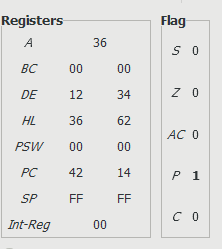 Registers Flag
A 36
BC 00 00
DE 12 34
HL 36 62
PSW 00 00
PC 42 14
SP FF FF
Int-Reg 00
S 0
Z 0
AC 0
P 1
C 0